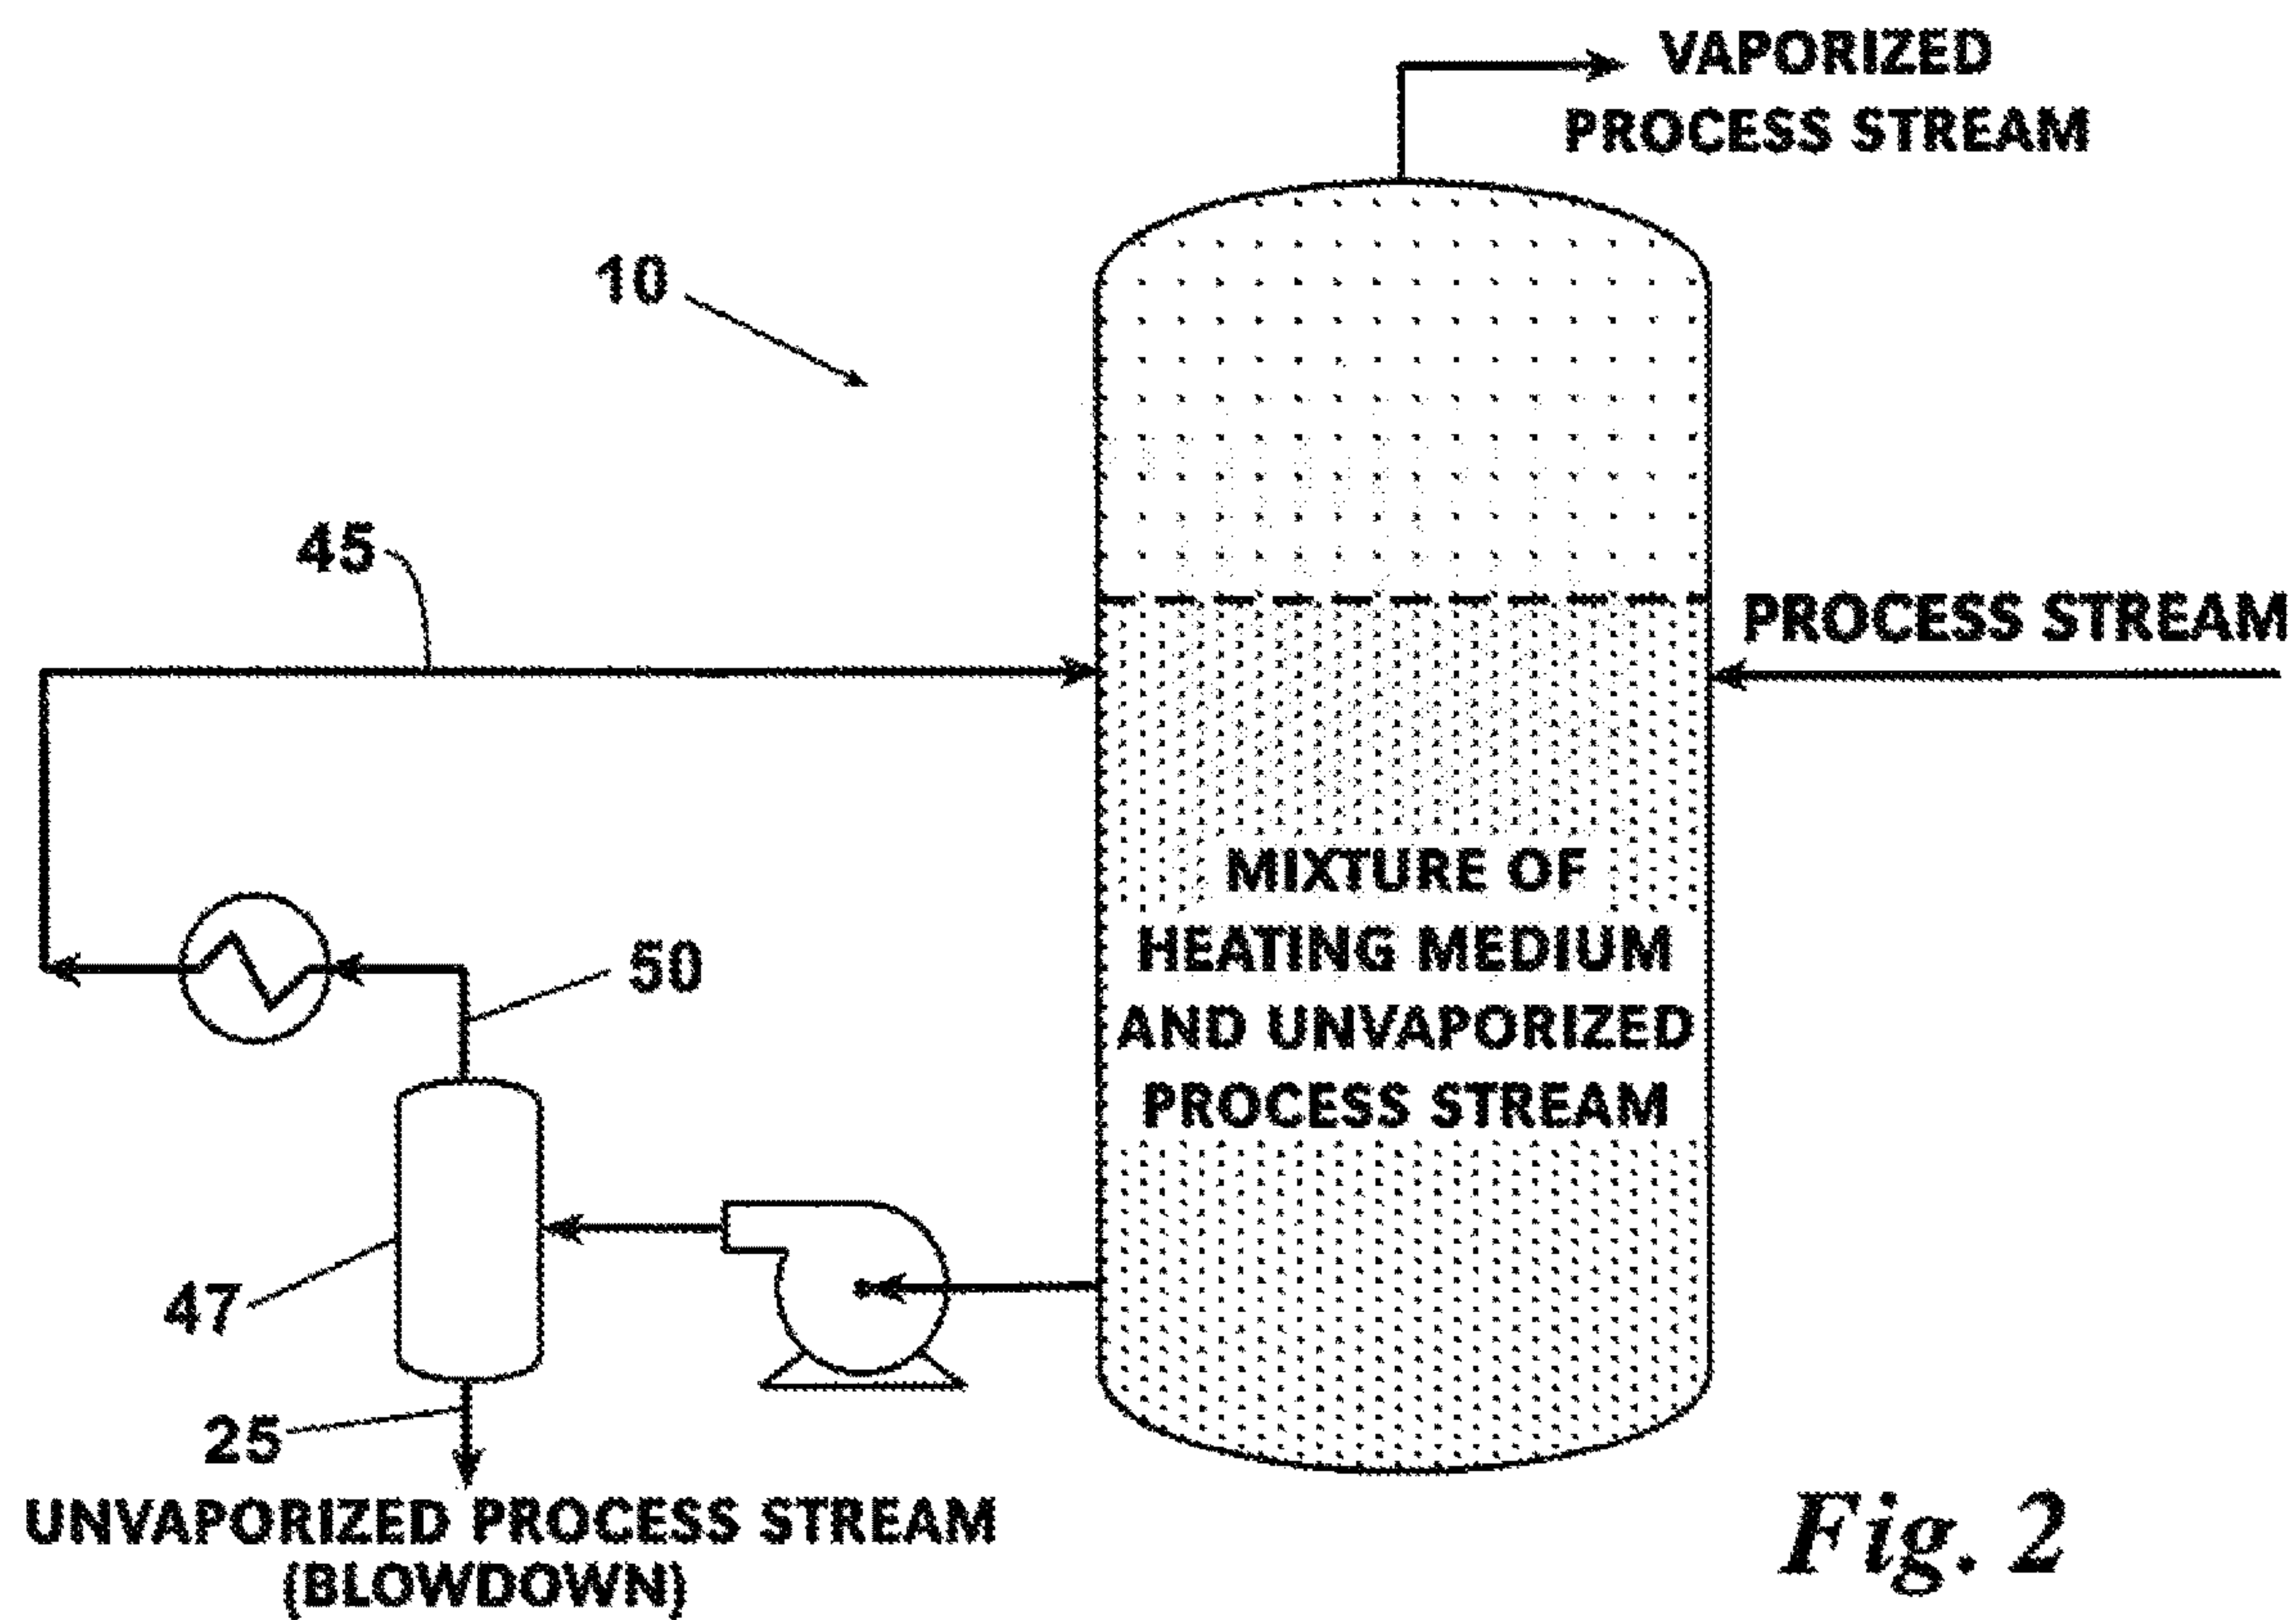 VAPORIZED
PROCESS STREAM
10
45
PROCESS STREAM
MIXTURE OF
HEATING MEDIUM
AND UNVAPORIZED
PROCESS STREAM
50
47
25
UNVAPORIZED PROCESS STREAM
(BLOWDOWN)
Fig. 2